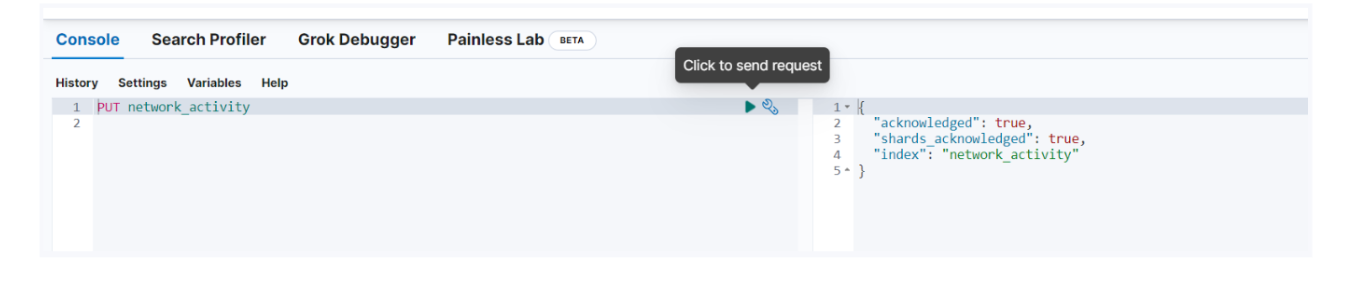 Console Search Profiler Grok Debugger Painless Lab BETA
Click to send request
History Settings Variables Help
1 PUT network_activity
2
1 {
2 "acknowledged": true,
3 "shards_acknowledged": true,
4 "index": "network_activity"
5 }